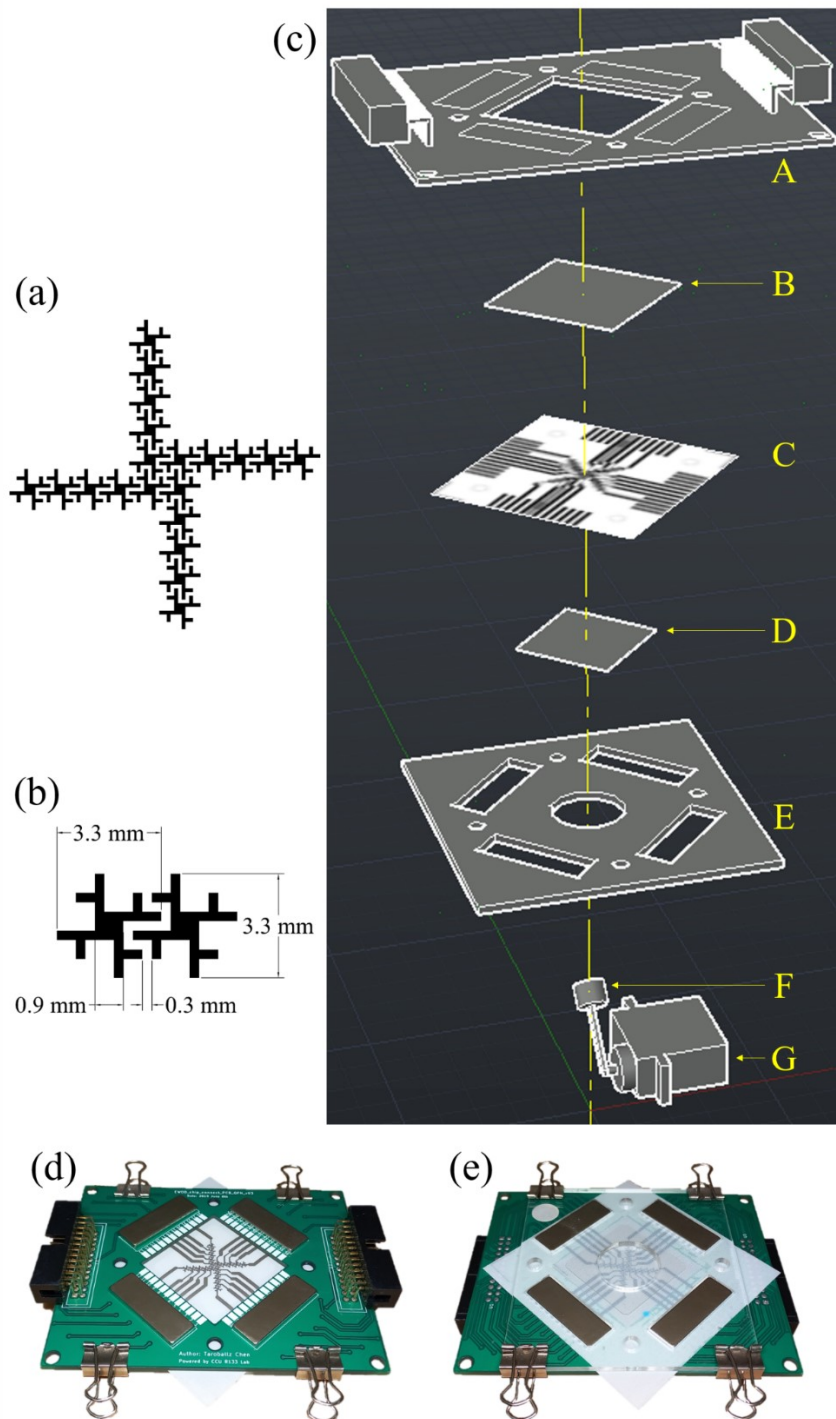 (c)
A
B
(a)
C
D
(b)
3.3 mm
E
3.3 mm
0.9 mm
0.3 mm
F
G
(d)
(e)
Author: Taroballz Chen
Powered by CCU R133 Lab